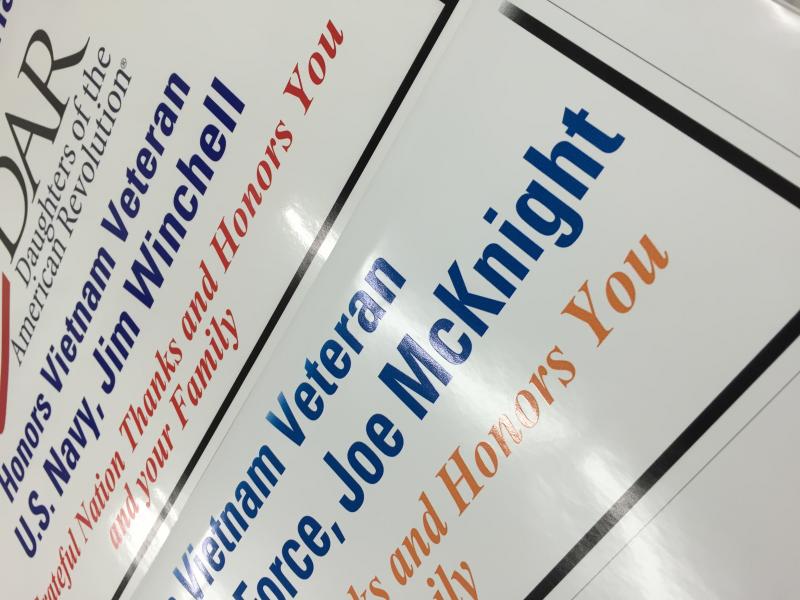 DAR
Daughters of the
American Revolution®
Honors Vietnam Veteran
U.S. Navy, Jim Winchell
Nation Thanks and Honors You
and your Family
Vietnam Veteran
Force, Joe McKnight
and Honors You